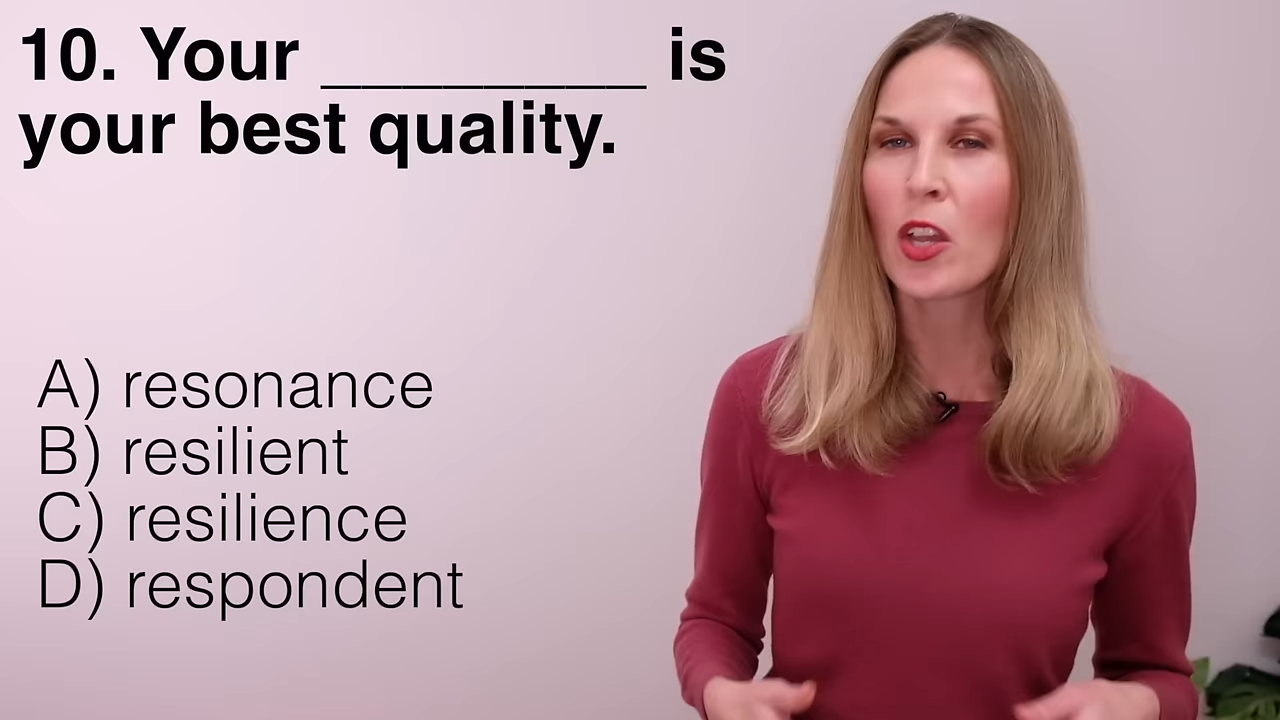 10. Your _________ is
your best quality.
A) resonance
B) resilient
C) resilience
D) respondent